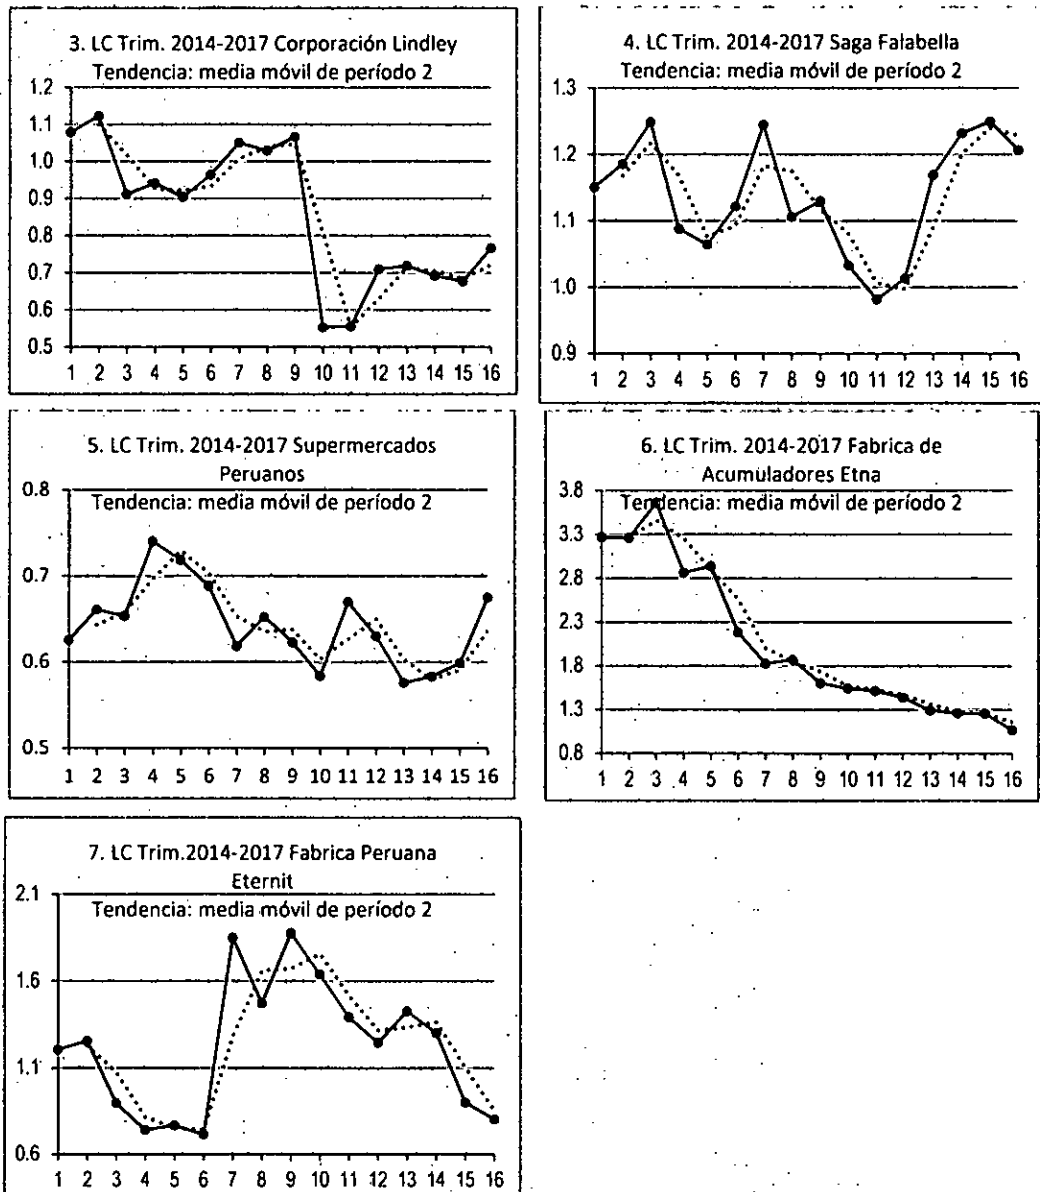 3. LC Trim. 2014-2017 Corporación Lindley
Tendencia: media móvil de período 2
1.2
1.1
1.0
0.9
0.8
0.7
0.6
0.5
1 2 3 4 5 6 7 8 9 10 11 12 13 14 15 16
4. LC Trim. 2014-2017 Saga Falabella
Tendencia: media móvil de período 2
1.3
1.2
1.1
1.0
0.9
1 2 3 4 5 6 7 8 9 10 11 12 13 14 15 16
5. LC Trim. 2014-2017 Supermercados
Peruanos
Tendencia: media móvil de período 2
0.8
0.7
0.6
0.5
1 2 3 4 5 6 7 8 9 10 11 12 13 14 15 16
6. LC Trim. 2014-2017 Fabrica de
Acumuladores Etna
Tendencia: media móvil de período 2
3.8
3.3
2.8
2.3
1.8
1.3
0.8
1 2 3 4 5 6 7 8 9 10 11 12 13 14 15 16
7. LC Trim.2014-2017 Fabrica Peruana
Eternit
Tendencia: media móvil de período 2
2.1
1.6
1.1
0.6
1 2 3 4 5 6 7 8 9 10 11 12 13 14 15 16